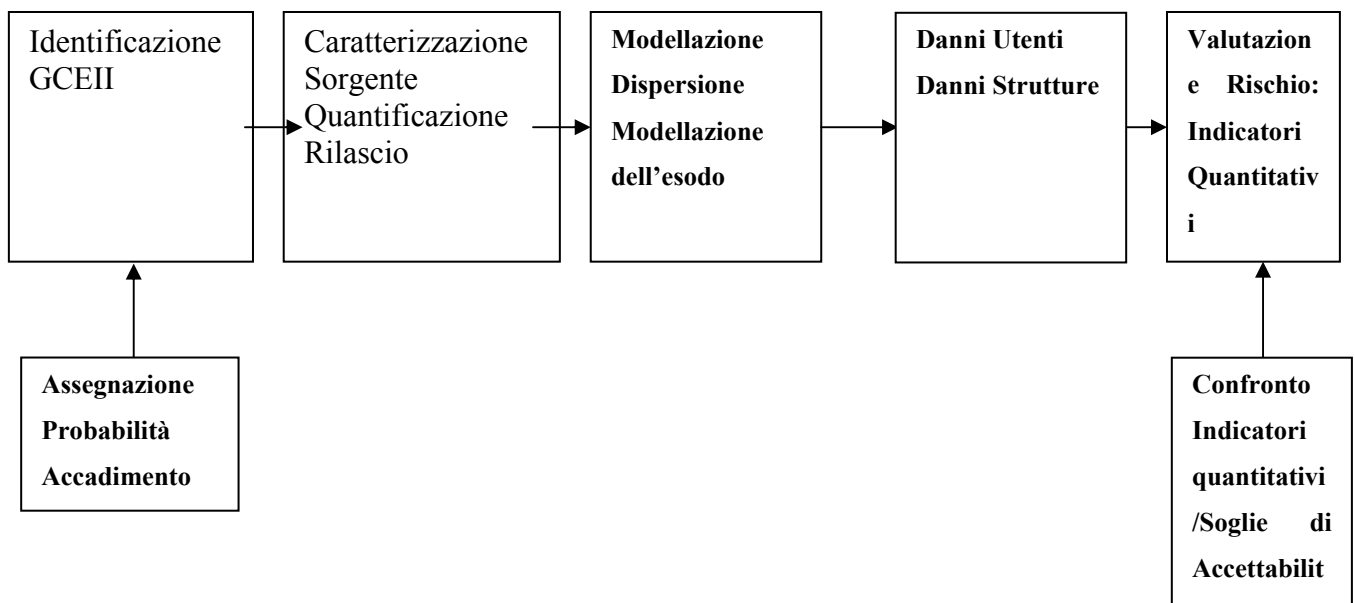 Identificazione
GCEII
Caratterizzazione
Sorgente
Quantificazione
Rilascio
Modellazione
Dispersione
Modellazione
dell’esodo
Danni Utenti
Danni Strutture
Valutazion
e Rischio:
Indicatori
Quantitativ
i
Assegnazione
Probabilità
Accadimento
Confronto
Indicatori
quantitativi
/Soglie di
Accettabilit